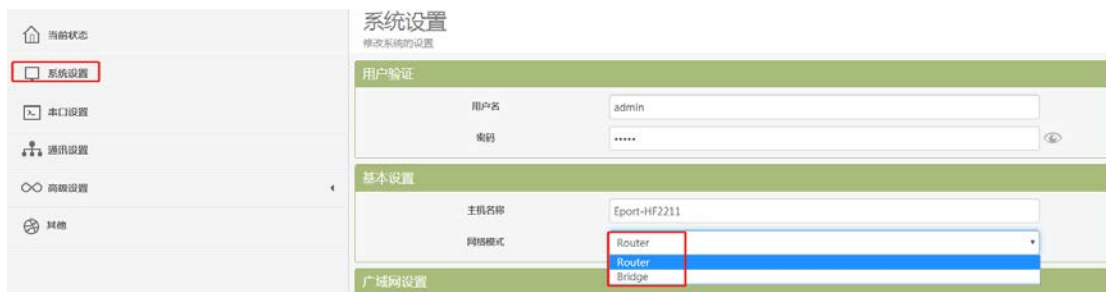 当前状态
系统设置
串口设置
通讯设置
高级设置
其他
系统设置
修改系统的设置
用户验证
用户名 admin
密码 •••••
基本设置
主机名称 Eport-HF2211
网络模式 Router
Router
Bridge
广域网设置